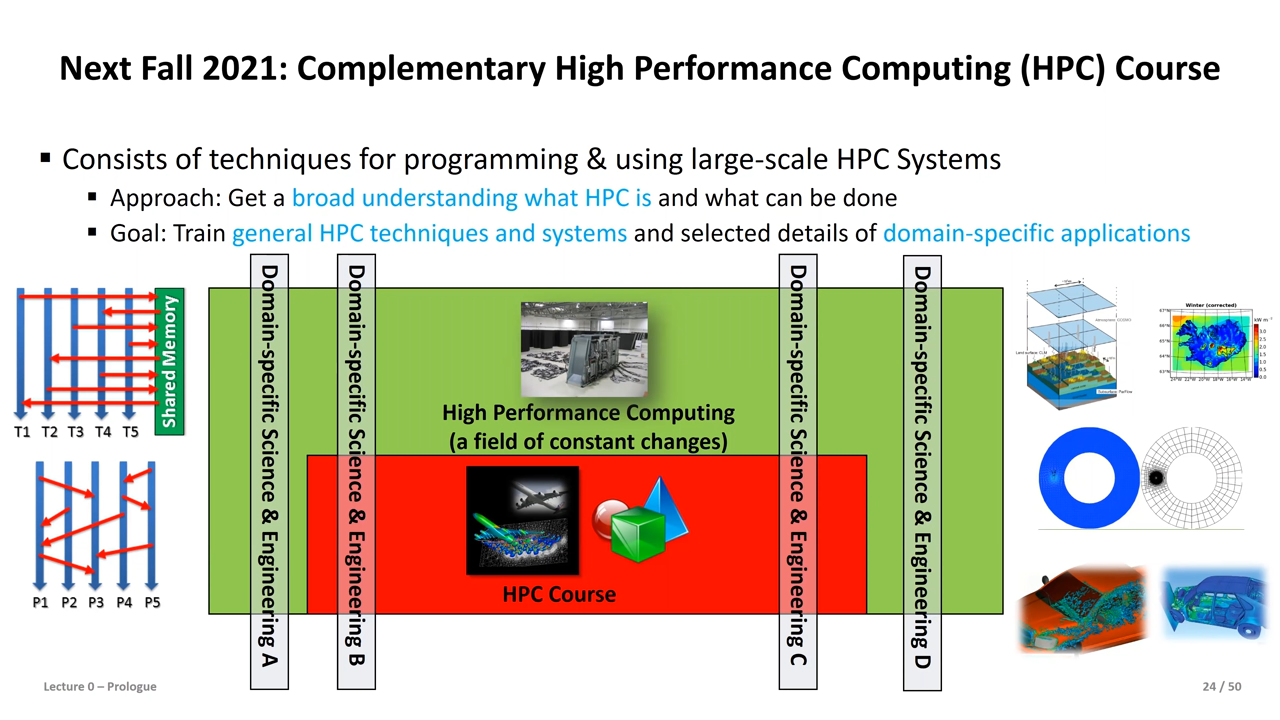 Next Fall 2021: Complementary High Performance Computing (HPC) Course
▪ Consists of techniques for programming & using large-scale HPC Systems
▪ Approach: Get a broad understanding what HPC is and what can be done
▪ Goal: Train general HPC techniques and systems and selected details of domain-specific applications
Shared Memory
T1 T2 T3 T4 T5
P1 P2 P3 P4 P5
Domain-specific Science & Engineering A
Domain-specific Science & Engineering B
High Performance Computing
(a field of constant changes)
HPC Course
Domain-specific Science & Engineering C
Domain-specific Science & Engineering D
Winter (corrected)
Lecture 0 – Prologue
24 / 50